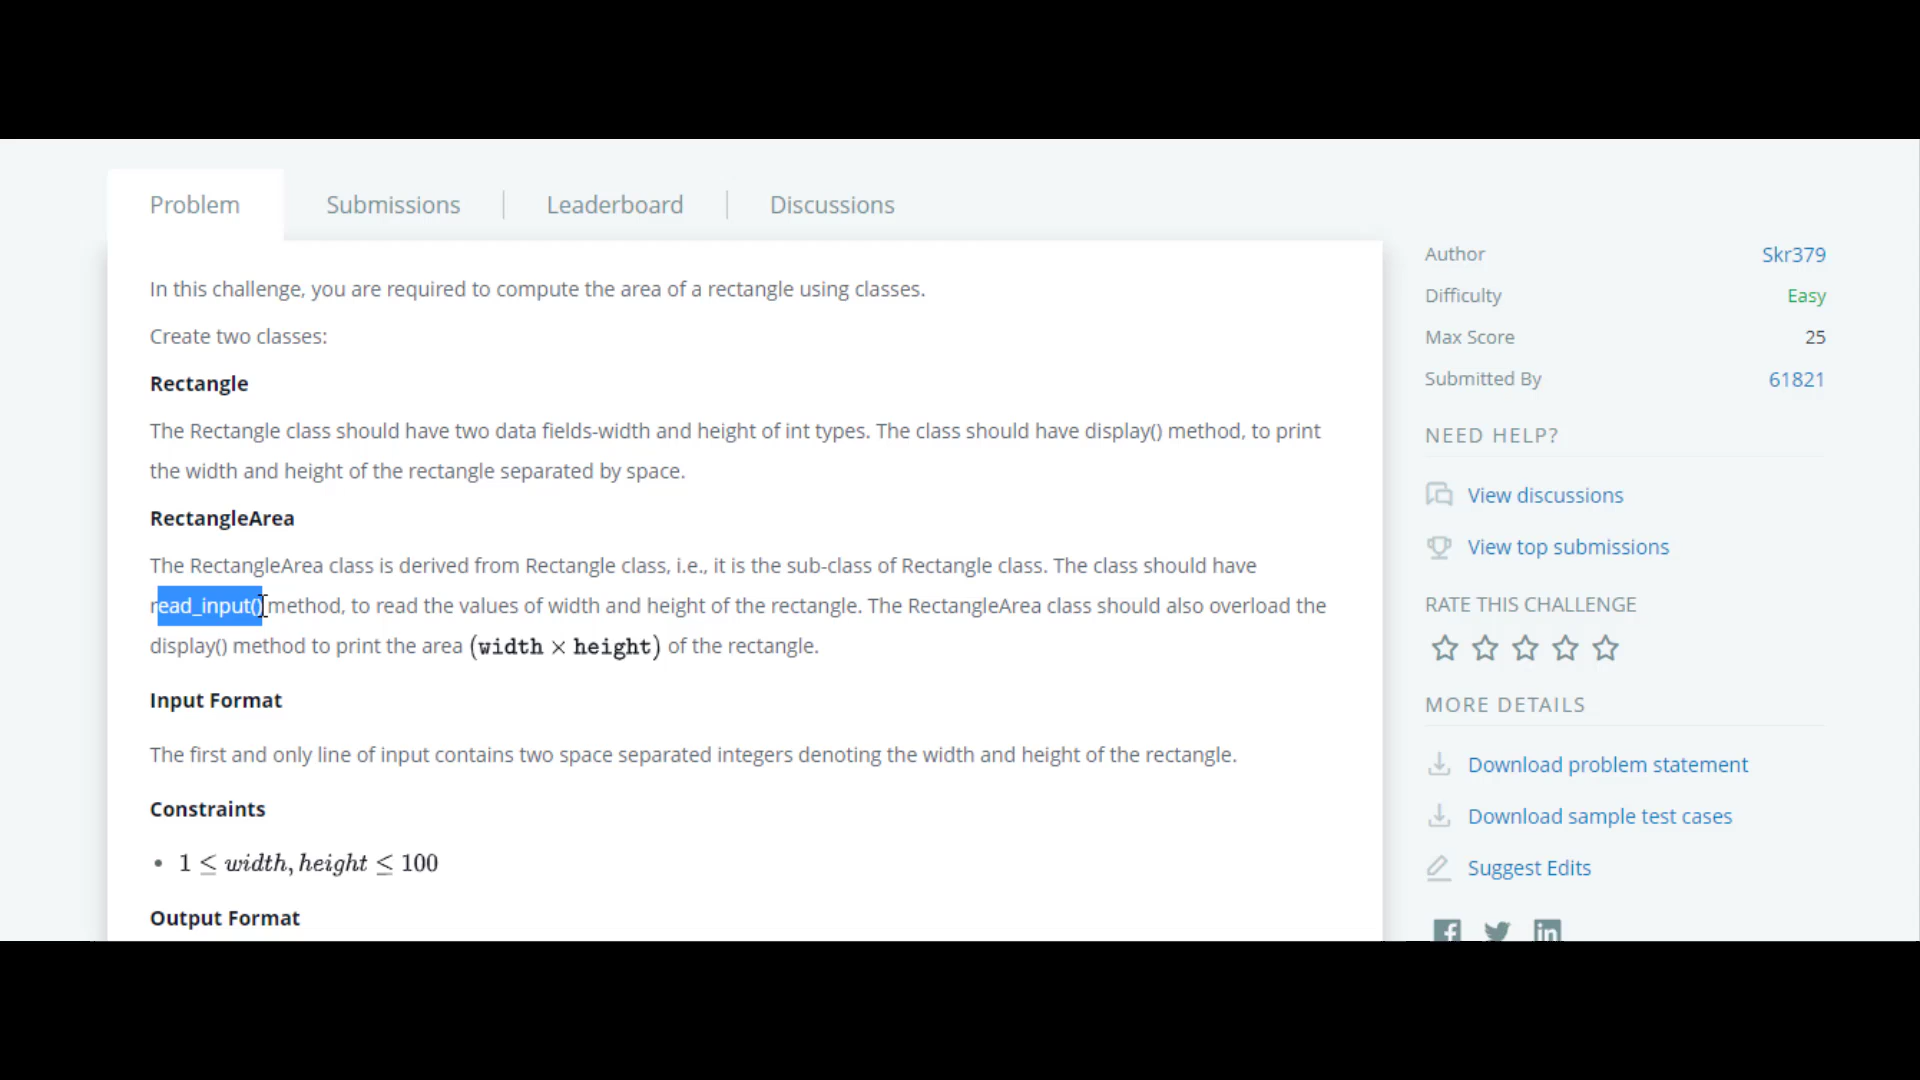 Problem
Submissions
Leaderboard
Discussions
In this challenge, you are required to compute the area of a rectangle using classes.
Create two classes:
Rectangle
The Rectangle class should have two data fields-width and height of int types. The class should have display() method, to print
the width and height of the rectangle separated by space.
RectangleArea
The RectangleArea class is derived from Rectangle class, i.e., it is the sub-class of Rectangle class. The class should have
read_input() method, to read the values of width and height of the rectangle. The RectangleArea class should also overload the
display() method to print the area (width × height) of the rectangle.
Input Format
The first and only line of input contains two space separated integers denoting the width and height of the rectangle.
Constraints
• 1 ≤ width, height ≤ 100
Output Format
Author Skr379
Difficulty Easy
Max Score 25
Submitted By 61821
NEED HELP?
View discussions
View top submissions
RATE THIS CHALLENGE
MORE DETAILS
Download problem statement
Download sample test cases
Suggest Edits